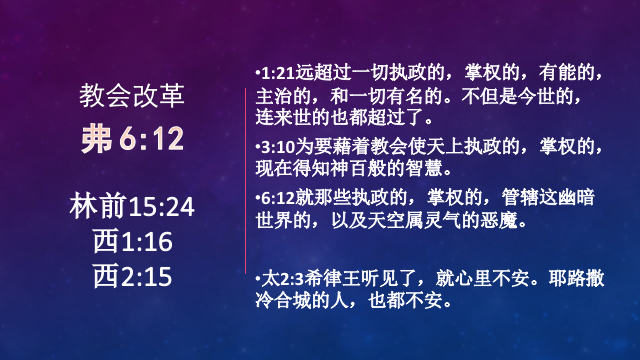 教会改革
弗 6:12
林前15:24
西1:16
西2:15
•1:21远超过一切执政的，掌权的，有能的，
主治的，和一切有名的。不但是今世的，
连来世的也都超过了。
•3:10为要藉着教会使天上执政的，掌权的，
现在得知神百般的智慧。
•6:12就那些执政的，掌权的，管辖这幽暗
世界的，以及天空属灵气的恶魔。
•太2:3希律王听见了，就心里不安。耶路撒
冷合城的人，也都不安。